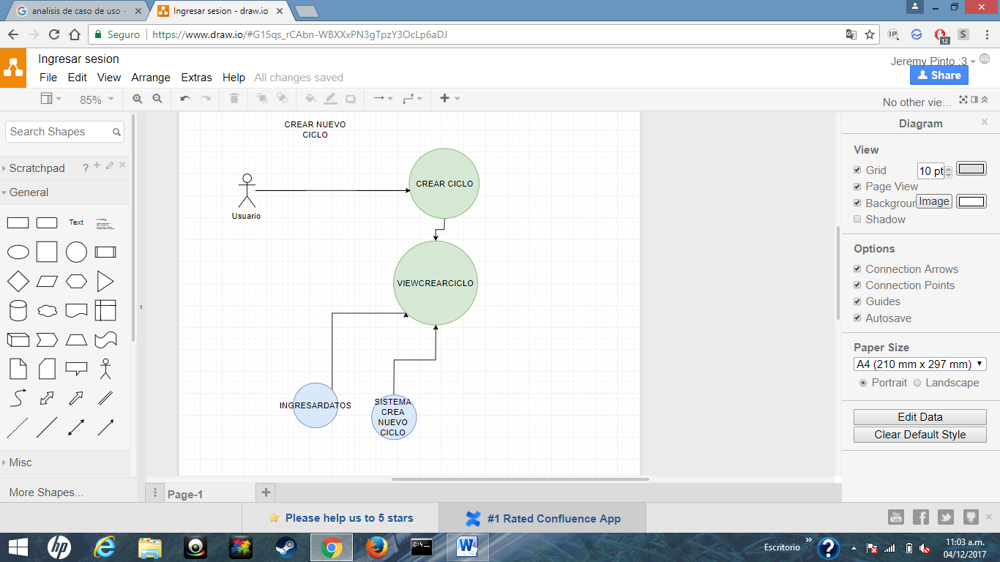 analisis de caso de uso -
Ingresar sesion - draw.io
Seguro
https://www.draw.io/#G15qs_rCAbn-WBXXxPN3gTpzY3OcLp6aDJ
IP
12
S
Ingresar sesion
Jeremy Pinto :3
File Edit View Arrange Extras Help All changes saved
Share
85%
No other vie...
Search Shapes
Scratchpad
?
General
Text
Misc
More Shapes...
CREAR NUEVO
CICLO
CREAR CICLO
Usuario
VIEWCREARCICLO
INGRESARDATOS
SISTEMA
CREA
NUEVO
CICLO
Diagram
View
Grid
10 pt
Page View
Backgroun
Image
Shadow
Options
Connection Arrows
Connection Points
Guides
Autosave
Paper Size
A4 (210 mm x 297 mm)
Portrait
Landscape
Edit Data
Clear Default Style
Page-1
Please help us to 5 stars
#1 Rated Confluence App
You
Tube
hp
C:\
W
Escritorio
»
?
11:03 a.m.
04/12/2017